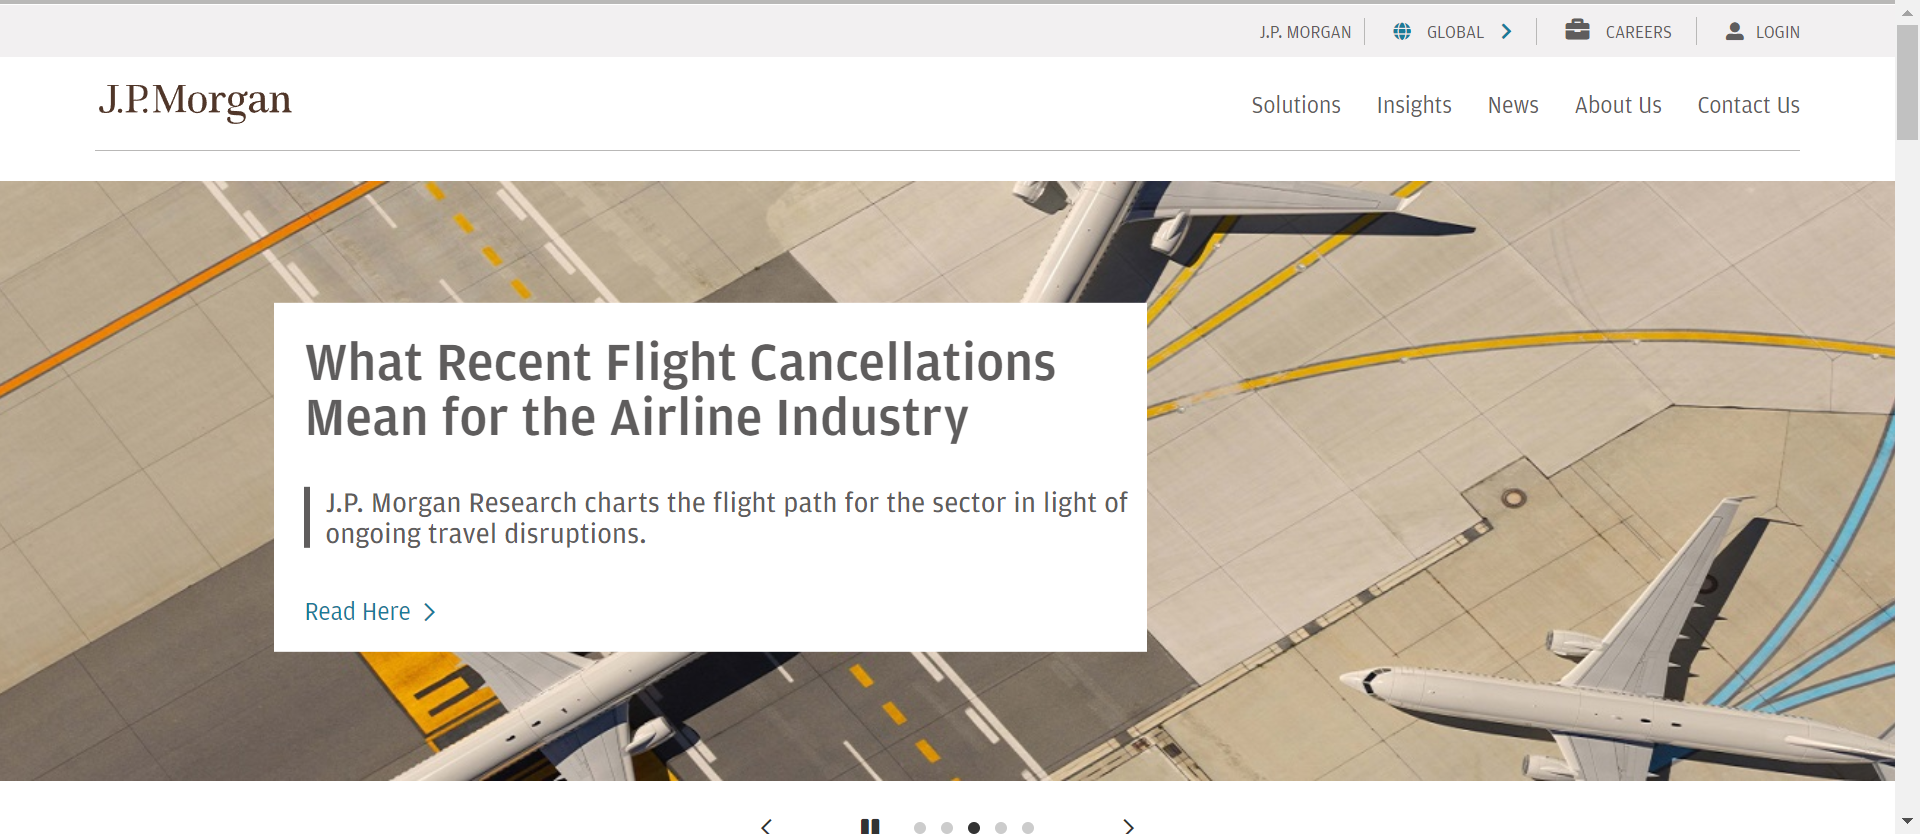 J.P. MORGAN
GLOBAL
CAREERS
LOGIN
J.P.Morgan
Solutions
Insights
News
About Us
Contact Us
What Recent Flight Cancellations
Mean for the Airline Industry
J.P. Morgan Research charts the flight path for the sector in light of
ongoing travel disruptions.
Read Here